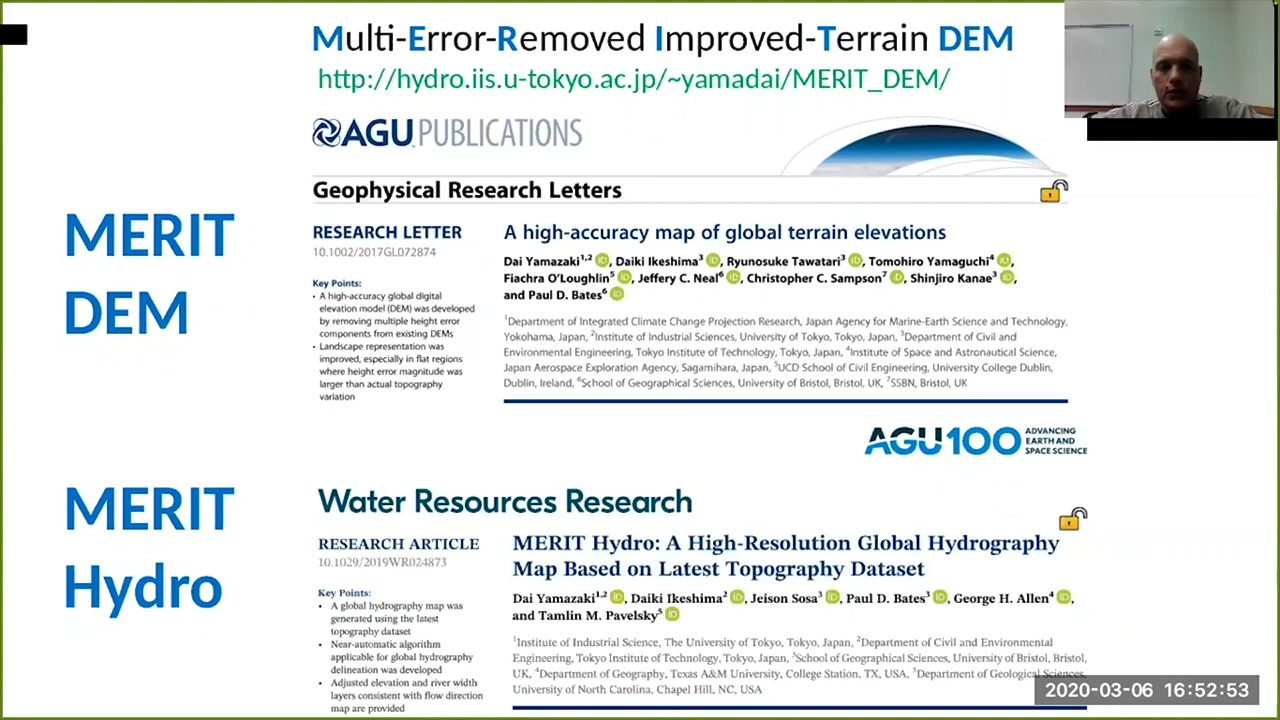 Multi-Error-Removed Improved-Terrain DEM
http://hydro.iis.u-tokyo.ac.jp/~yamadai/MERIT_DEM/
AGU PUBLICATIONS
Geophysical Research Letters
MERIT
DEM
RESEARCH LETTER
10.1002/2017GL072874
Key Points:
• A high-accuracy global digital
elevation model (DEM) was developed
by removing multiple height error
components from existing DEMs
• Landscape representation was
improved, especially in flat regions
where height error magnitude was
larger than actual topography
variation
A high-accuracy map of global terrain elevations
Dai Yamazaki1,2, Daiki Ikeshima3, Ryunosuke Tawatari3, Tomohiro Yamaguchi4,
Fiachra O'Loughlin5, Jeffery C. Neal6, Christopher C. Sampson7, Shinjiro Kanae3,
and Paul D. Bates6
1Department of Integrated Climate Change Projection Research, Japan Agency for Marine-Earth Science and Technology,
Yokohama, Japan, 2Institute of Industrial Sciences, University of Tokyo, Tokyo, Japan, 3Department of Civil and
Environmental Engineering, Tokyo Institute of Technology, Tokyo, Japan, 4Institute of Space and Astronautical Science,
Japan Aerospace Exploration Agency, Sagamihara, Japan, 5UCD School of Civil Engineering, University College Dublin,
Dublin, Ireland, 6School of Geographical Sciences, University of Bristol, Bristol, UK, 7SSBN, Bristol, UK
AGU100 ADVANCING
EARTH AND
SPACE SCIENCE
MERIT
Hydro
Water Resources Research
RESEARCH ARTICLE
10.1029/2019WR024873
Key Points:
• A global hydrography map was
generated using the latest
topography dataset
• Near-automatic algorithm
applicable for global hydrography
delineation was developed
• Adjusted elevation and river width
layers consistent with flow direction
map are provided
MERIT Hydro: A High-Resolution Global Hydrography
Map Based on Latest Topography Dataset
Dai Yamazaki1,2, Daiki Ikeshima2, Jeison Sosa3, Paul D. Bates3, George H. Allen4,
and Tamlin M. Pavelsky5
1Institute of Industrial Science, The University of Tokyo, Tokyo, Japan, 2Department of Civil and Environmental
Engineering, Tokyo Institute of Technology, Tokyo, Japan, 3School of Geographical Sciences, University of Bristol, Bristol,
UK, 4Department of Geography, Texas A&M University, College Station, TX, USA, 5Department of Geological Sciences,
University of North Carolina, Chapel Hill, NC, USA
2020-03-06 16:52:53